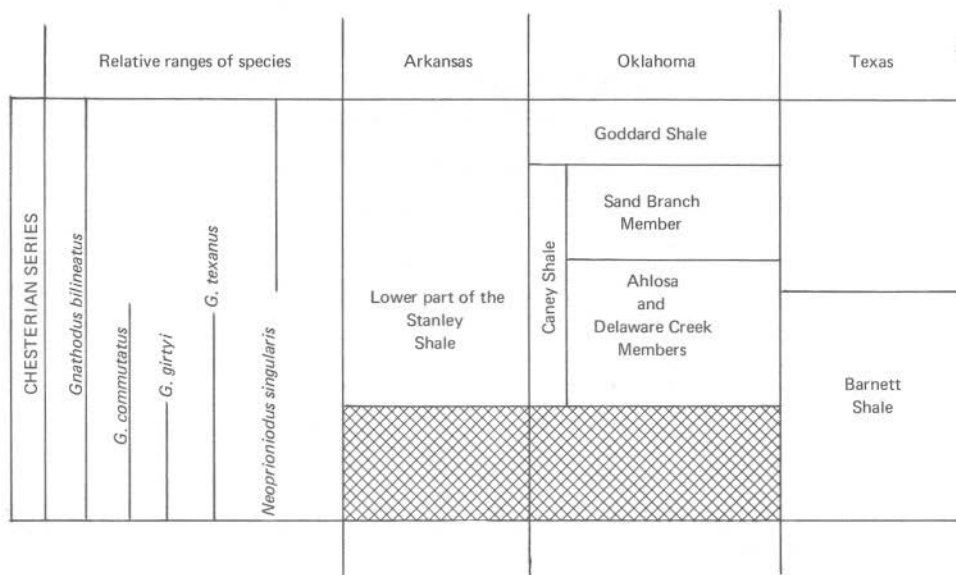 Relative ranges of species
Arkansas
Oklahoma
Texas
CHESTERIAN SERIES
Gnathodus bilineatus
G. commutatus
G. girtyi
G. texanus
Neoprioniodus singularis
Lower part of the
Stanley
Shale
Goddard Shale
Caney Shale
Sand Branch
Member
Ahlosa
and
Delaware Creek
Members
Barnett
Shale